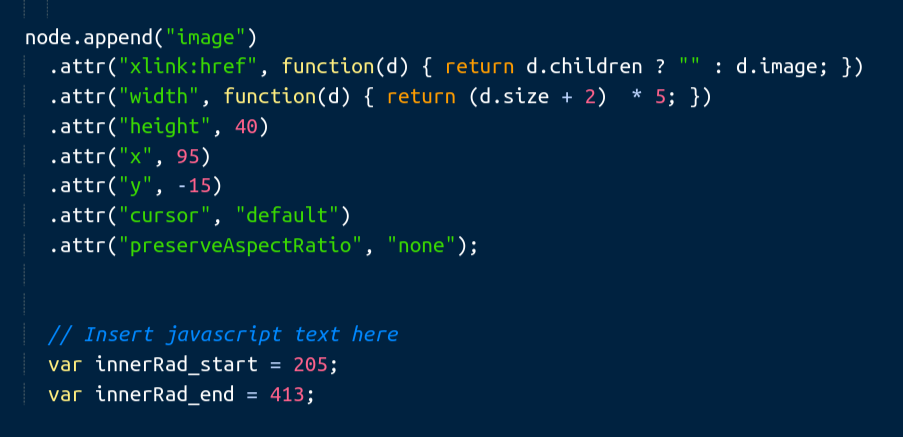 node.append("image")
.attr("xlink:href", function(d) { return d.children ? "" : d.image; })
.attr("width", function(d) { return (d.size + 2)  * 5; })
.attr("height", 40)
.attr("x", 95)
.attr("y", -15)
.attr("cursor", "default")
.attr("preserveAspectRatio", "none");
// Insert javascript text here
var innerRad_start = 205;
var innerRad_end = 413;